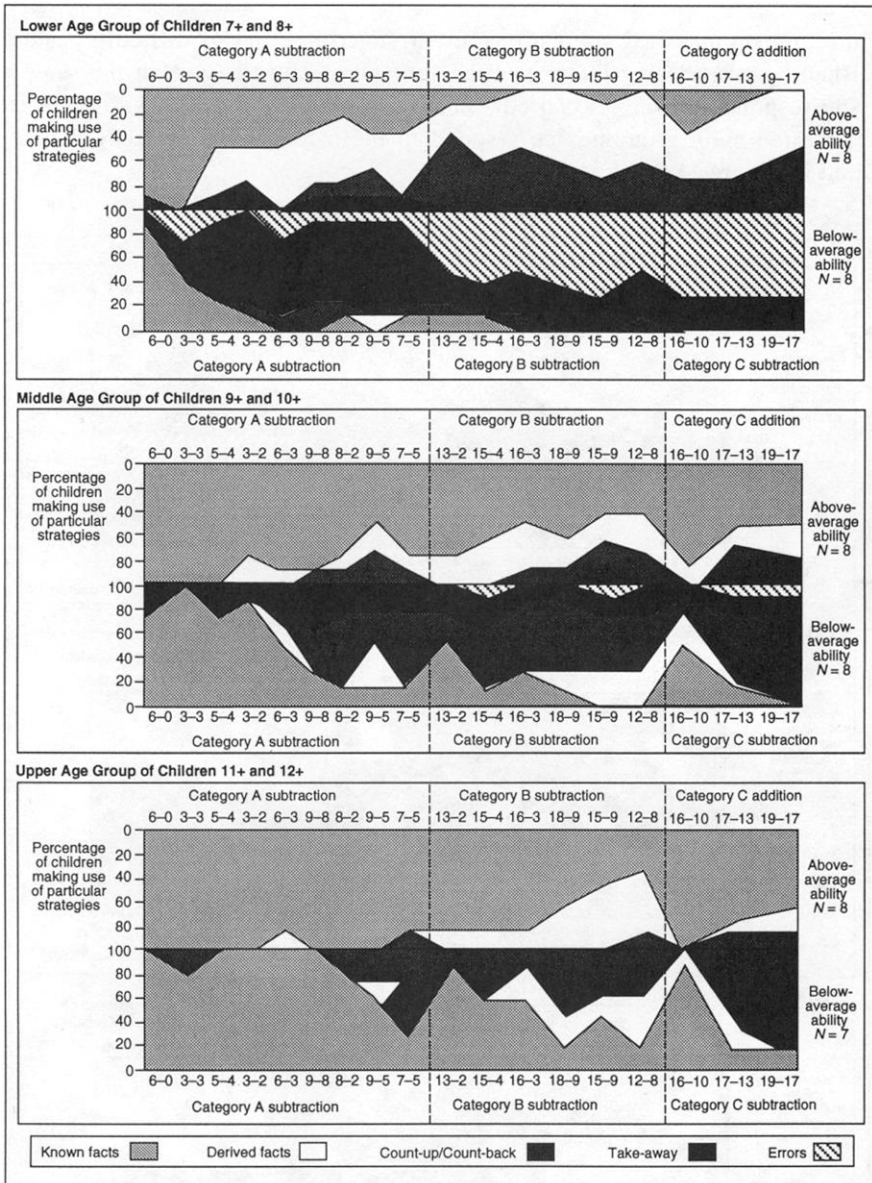 Lower Age Group of Children 7+ and 8+
Category A subtraction Category B subtraction Category C addition
6–0 3–3 5–4 3–2 6–3 9–8 8–2 9–5 7–5 13–2 15–4 16–3 18–9 15–9 12–8 16–10 17–13 19–17
Percentage
of children
making use
of particular
strategies
0
20
40
60
80
100
80
60
40
20
0
Above-
average
ability
N = 8
Below-
average
ability
N = 8
6–0 3–3 5–4 3–2 6–3 9–8 8–2 9–5 7–5 13–2 15–4 16–3 18–9 15–9 12–8 16–10 17–13 19–17
Category A subtraction Category B subtraction Category C subtraction
Middle Age Group of Children 9+ and 10+
Category A subtraction Category B subtraction Category C addition
6–0 3–3 5–4 3–2 6–3 9–8 8–2 9–5 7–5 13–2 15–4 16–3 18–9 15–9 12–8 16–10 17–13 19–17
Percentage
of children
making use
of particular
strategies
0
20
40
60
80
100
80
60
40
20
0
Above-
average
ability
N = 8
Below-
average
ability
N = 8
6–0 3–3 5–4 3–2 6–3 9–8 8–2 9–5 7–5 13–2 15–4 16–3 18–9 15–9 12–8 16–10 17–13 19–17
Category A subtraction Category B subtraction Category C subtraction
Upper Age Group of Children 11+ and 12+
Category A subtraction Category B subtraction Category C addition
6–0 3–3 5–4 3–2 6–3 9–8 8–2 9–5 7–5 13–2 15–4 16–3 18–9 15–9 12–8 16–10 17–13 19–17
Percentage
of children
making use
of particular
strategies
0
20
40
60
80
100
80
60
40
20
0
Above-
average
ability
N = 8
Below-
average
ability
N = 7
6–0 3–3 5–4 3–2 6–3 9–8 8–2 9–5 7–5 13–2 15–4 16–3 18–9 15–9 12–8 16–10 17–13 19–17
Category A subtraction Category B subtraction Category C subtraction
Known facts Derived facts Count-up/Count-back Take-away Errors